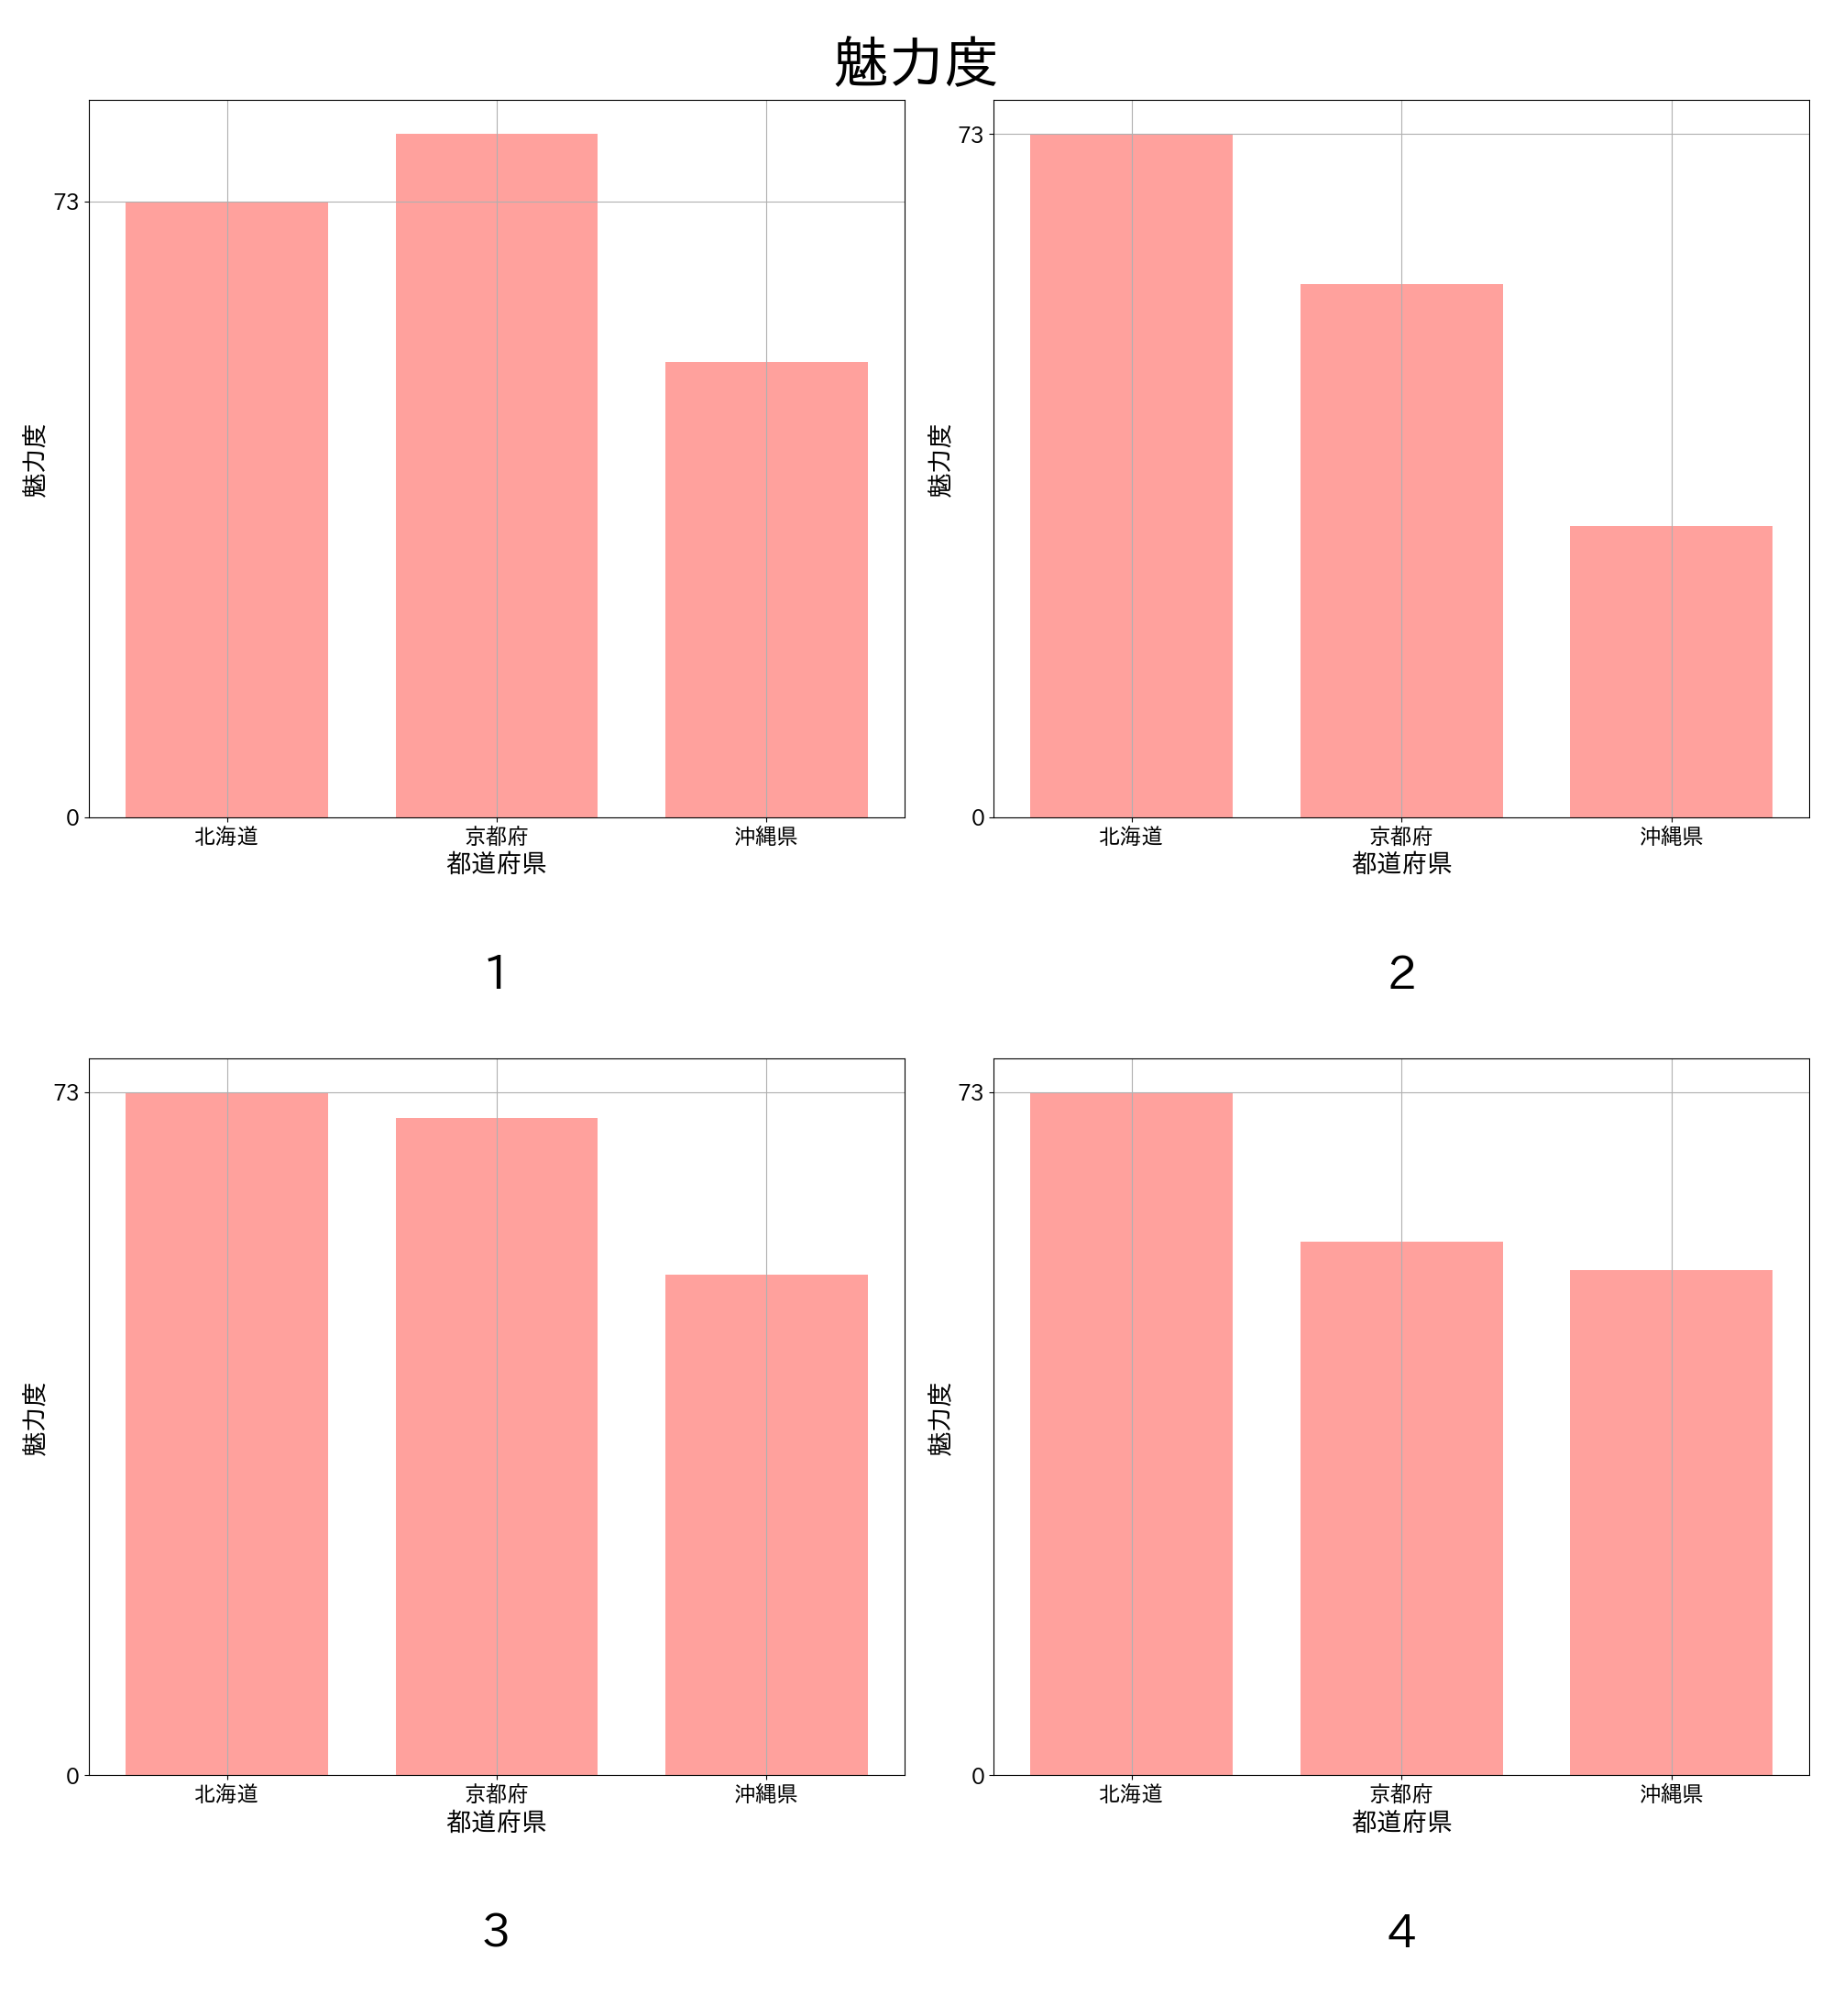 魅力度
73
0
魅力度
北海道 京都府 沖縄県
都道府県
1
73
0
魅力度
北海道 京都府 沖縄県
都道府県
2
73
0
魅力度
北海道 京都府 沖縄県
都道府県
3
73
0
魅力度
北海道 京都府 沖縄県
都道府県
4